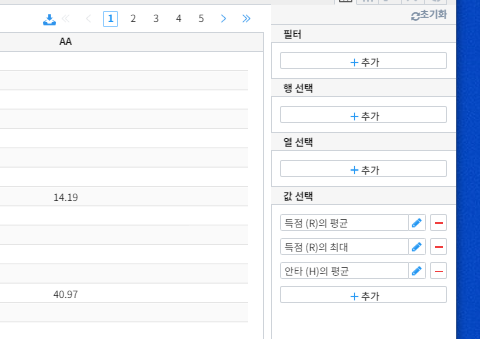 1 2 3 4 5
AA
14.19
40.97
초기화
필터
추가
행 선택
추가
열 선택
추가
값 선택
득점 (R)의 평균
득점 (R)의 최대
안타 (H)의 평균
추가